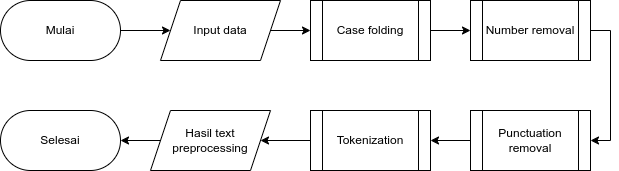 Mulai
Input data
Case folding
Number removal
Punctuation
removal
Tokenization
Hasil text
preprocessing
Selesai